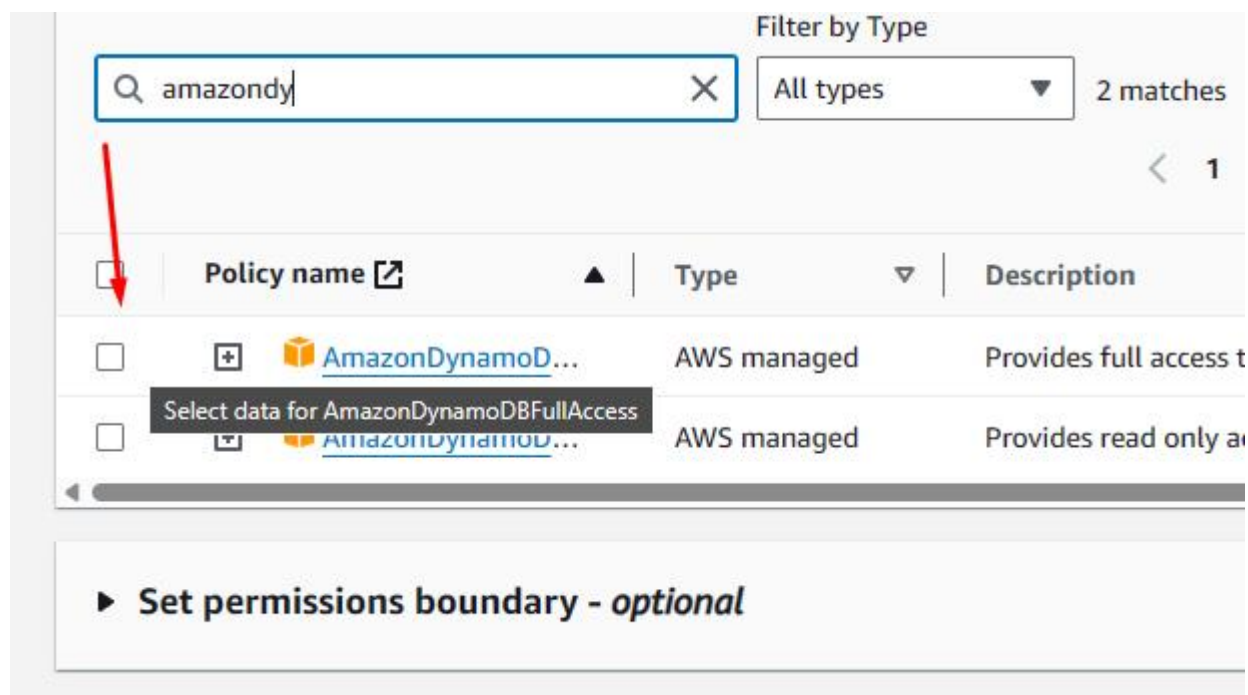 Filter by Type
amazondy
All types
2 matches
1
Policy name
Type
Description
AmazonDynamoD...
AWS managed
Provides full access t
Select data for AmazonDynamoDBFullAccess
AmazonDynamoD...
AWS managed
Provides read only a
Set permissions boundary - optional